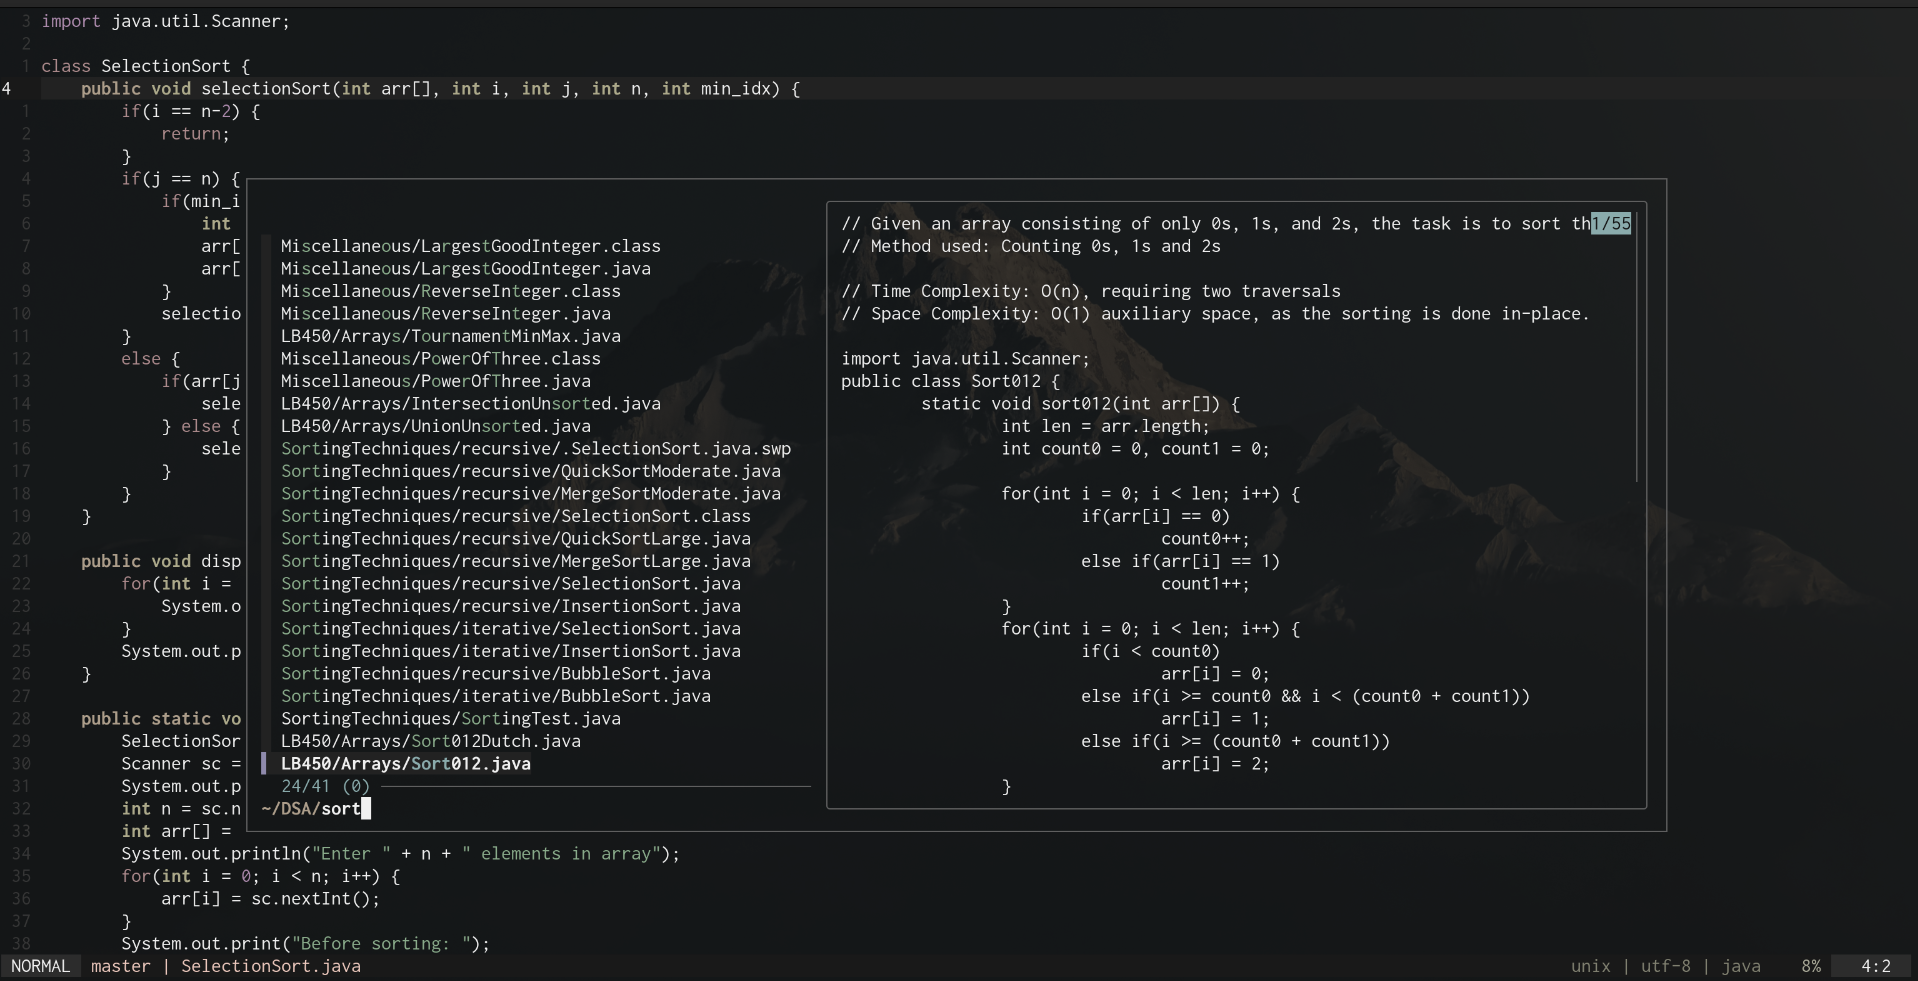 3 import java.util.Scanner;
2
1 class SelectionSort {
4     public void selectionSort(int arr[], int i, int j, int n, int min_idx) {
1         if(i == n-2) {
2             return;
3         }
4         if(j == n) {
5             if(min_i
6                 int
7                 arr[
8                 arr[
9             }
10             selectio
11         }
12         else {
13             if(arr[j
14                 sele
15             } else {
16                 sele
17             }
18         }
19     }
20
21     public void disp
22         for(int i =
23             System.o
24         }
25         System.out.p
26     }
27
28     public static vo
29         SelectionSor
30         Scanner sc =
31         System.out.p
32         int n = sc.n
33         int arr[] =
34         System.out.println("Enter " + n + " elements in array");
35         for(int i = 0; i < n; i++) {
36             arr[i] = sc.nextInt();
37         }
38         System.out.print("Before sorting: ");
Miscellaneous/LargestGoodInteger.class
Miscellaneous/LargestGoodInteger.java
Miscellaneous/ReverseInteger.class
Miscellaneous/ReverseInteger.java
LB450/Arrays/TournamentMinMax.java
Miscellaneous/PowerOfThree.class
Miscellaneous/PowerOfThree.java
LB450/Arrays/IntersectionUnsorted.java
LB450/Arrays/UnionUnsorted.java
SortingTechniques/recursive/.SelectionSort.java.swp
SortingTechniques/recursive/QuickSortModerate.java
SortingTechniques/recursive/MergeSortModerate.java
SortingTechniques/recursive/SelectionSort.class
SortingTechniques/recursive/QuickSortLarge.java
SortingTechniques/recursive/MergeSortLarge.java
SortingTechniques/recursive/SelectionSort.java
SortingTechniques/recursive/InsertionSort.java
SortingTechniques/iterative/SelectionSort.java
SortingTechniques/iterative/InsertionSort.java
SortingTechniques/recursive/BubbleSort.java
SortingTechniques/iterative/BubbleSort.java
SortingTechniques/SortingTest.java
LB450/Arrays/Sort012Dutch.java
LB450/Arrays/Sort012.java
24/41 (0)
~/DSA/sort
// Given an array consisting of only 0s, 1s, and 2s, the task is to sort th1/55
// Method used: Counting 0s, 1s and 2s

// Time Complexity: O(n), requiring two traversals
// Space Complexity: O(1) auxiliary space, as the sorting is done in-place.

import java.util.Scanner;
public class Sort012 {
        static void sort012(int arr[]) {
                int len = arr.length;
                int count0 = 0, count1 = 0;

                for(int i = 0; i < len; i++) {
                        if(arr[i] == 0)
                                count0++;
                        else if(arr[i] == 1)
                                count1++;
                }
                for(int i = 0; i < len; i++) {
                        if(i < count0)
                                arr[i] = 0;
                        else if(i >= count0 && i < (count0 + count1))
                                arr[i] = 1;
                        else if(i >= (count0 + count1))
                                arr[i] = 2;
                }
NORMAL master | SelectionSort.java unix | utf-8 | java 8% 4:2